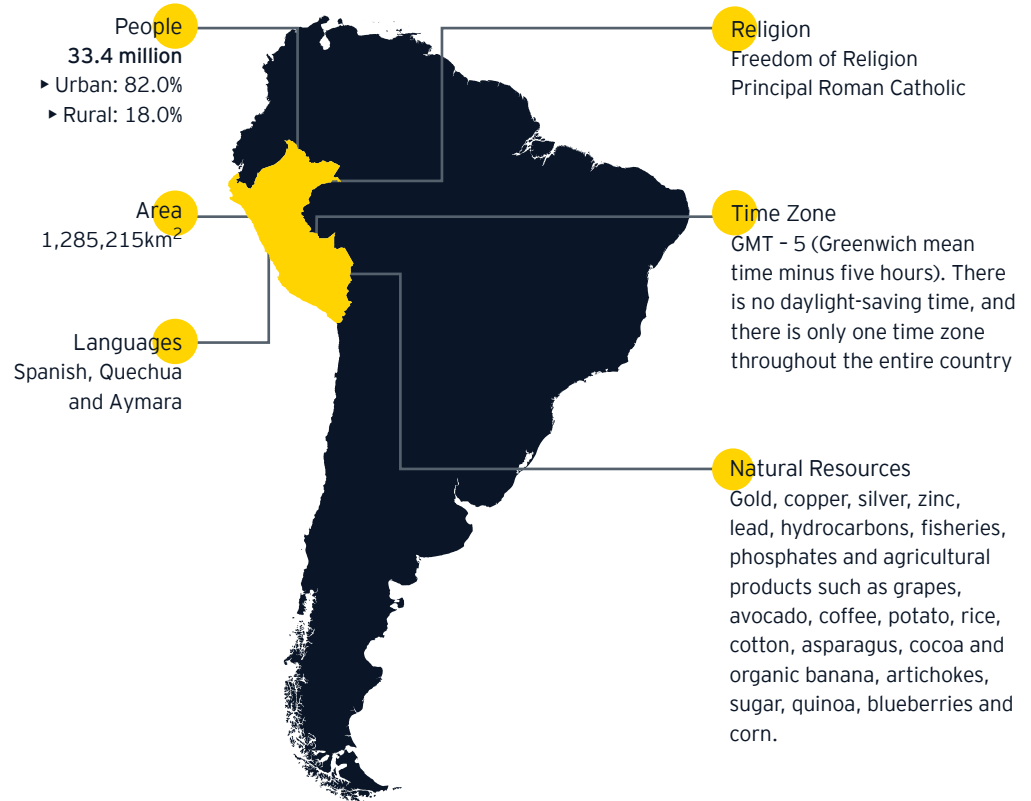 People
33.4 million
‣ Urban: 82.0%
‣ Rural: 18.0%
Area
1,285,215km²
Languages
Spanish, Quechua
and Aymara
Religion
Freedom of Religion
Principal Roman Catholic
Time Zone
GMT – 5 (Greenwich mean
time minus five hours). There
is no daylight-saving time, and
there is only one time zone
throughout the entire country
Natural Resources
Gold, copper, silver, zinc,
lead, hydrocarbons, fisheries,
phosphates and agricultural
products such as grapes,
avocado, coffee, potato, rice,
cotton, asparagus, cocoa and
organic banana, artichokes,
sugar, quinoa, blueberries and
corn.